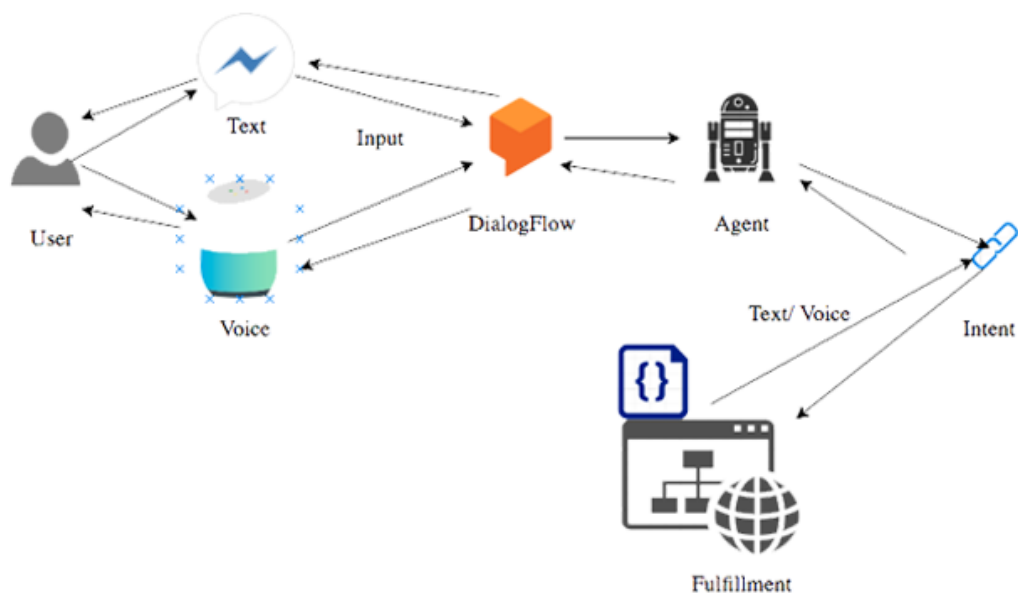 Text
Input
User
DialogFlow
Agent
Voice
Text/ Voice
Intent
{}
Fulfillment